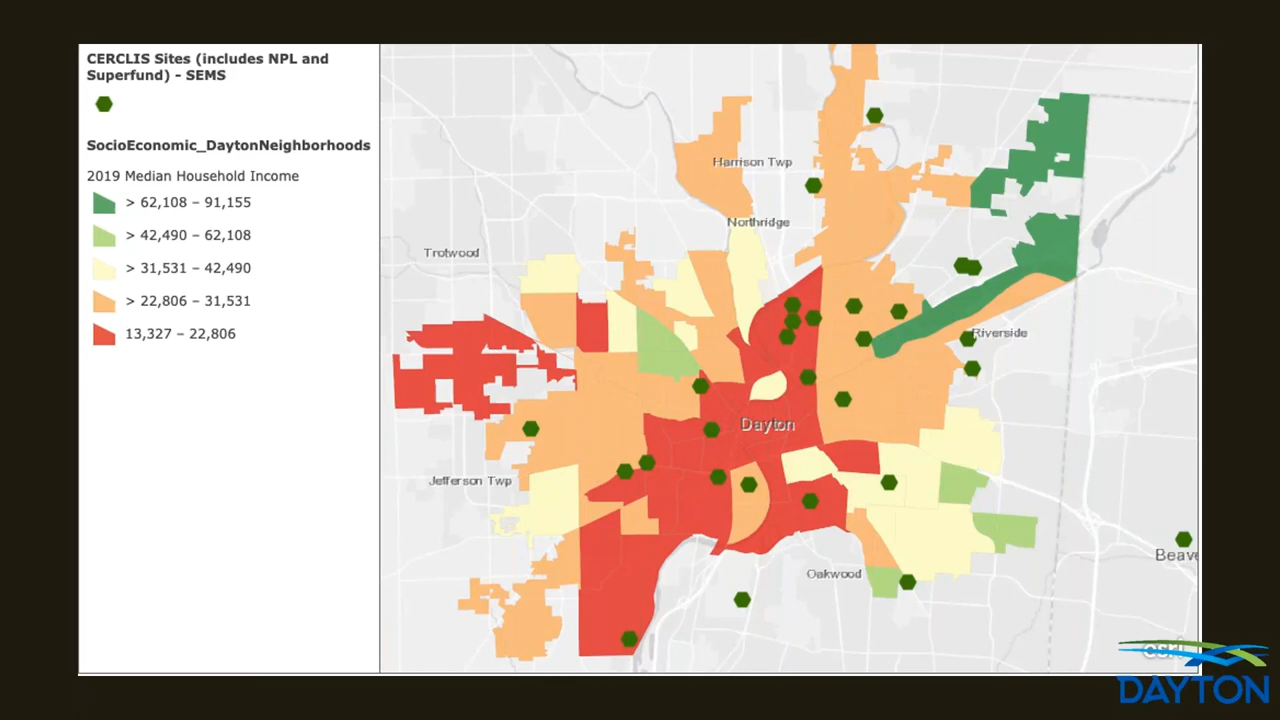 CERCLIS Sites (includes NPL and
Superfund) - SEMS
SocioEconomic_DaytonNeighborhoods
2019 Median Household Income
> 62,108 – 91,155
> 42,490 – 62,108
> 31,531 – 42,490
> 22,806 – 31,531
13,327 – 22,806
Harrison Twp
Northridge
Trotwood
Riverside
Dayton
Jefferson Twp
Oakwood
Beave
esri
DAYTON